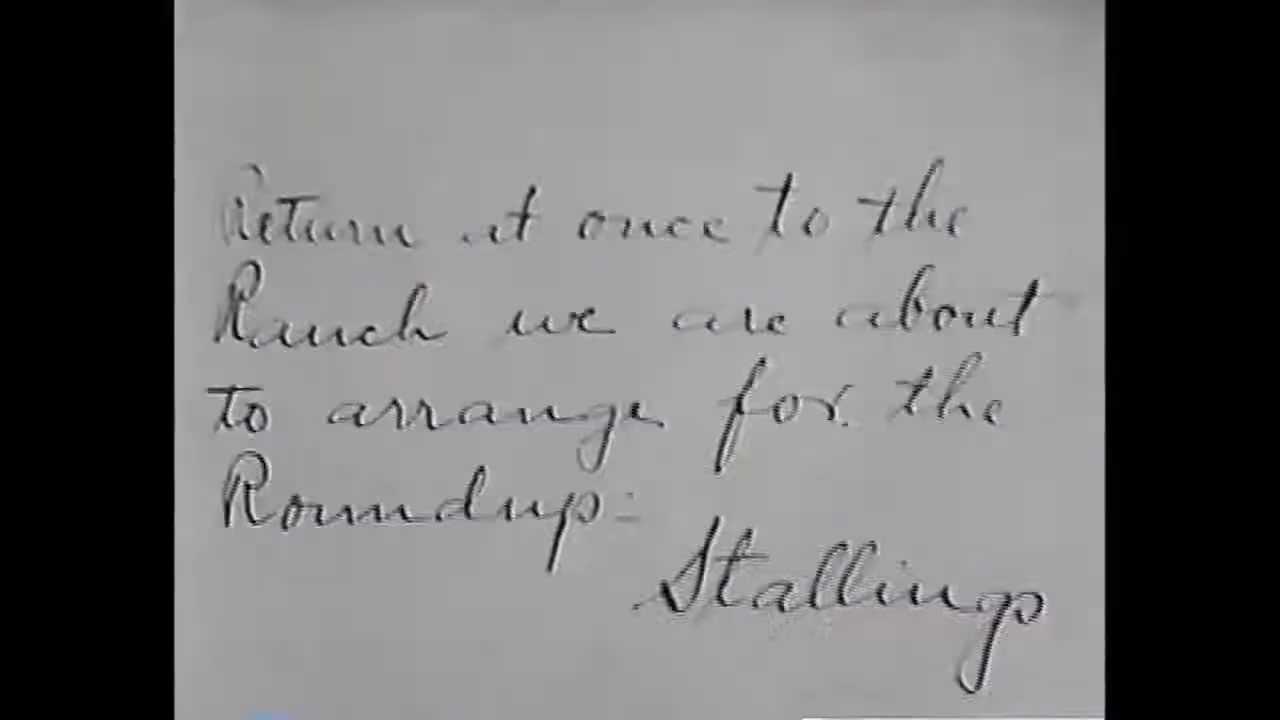 Return at once to the
Ranch we are about
to arrange for the
Roundup:
Stallings